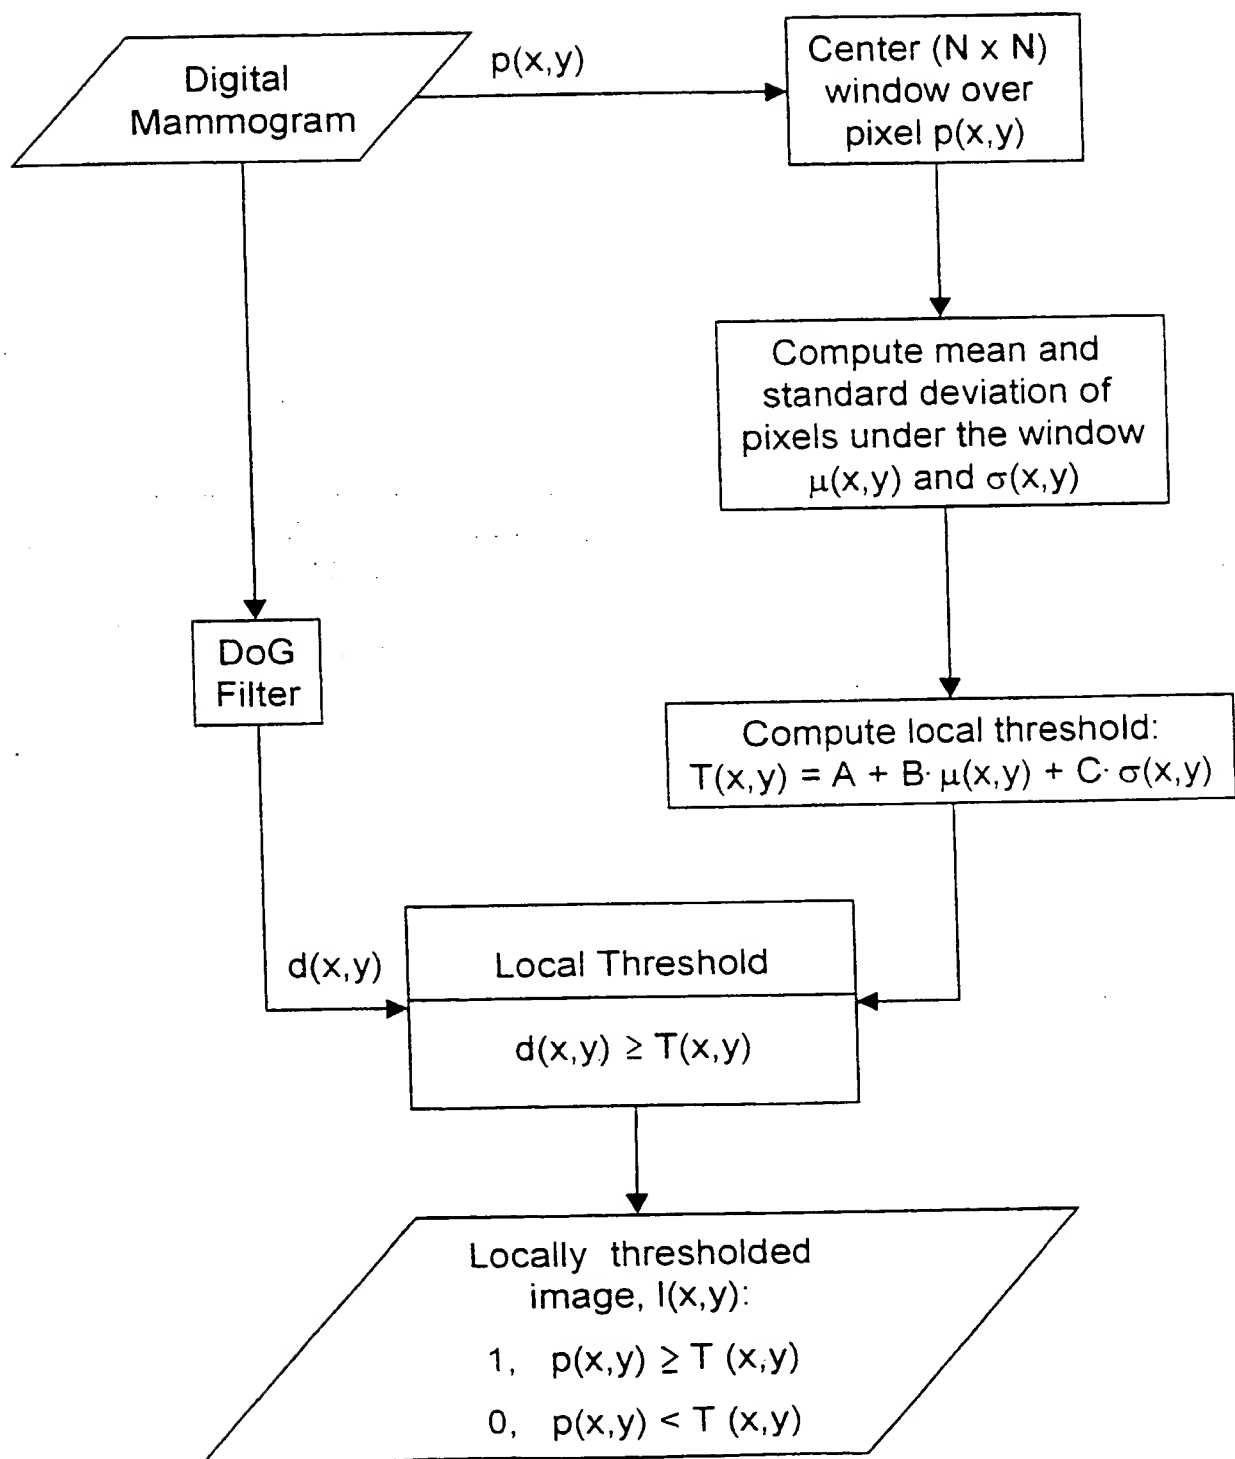 Digital
Mammogram
p(x,y)
Center (N x N)
window over
pixel p(x,y)
Compute mean and
standard deviation of
pixels under the window
μ(x,y) and σ(x,y)
DoG
Filter
Compute local threshold:
T(x,y) = A + B· μ(x,y) + C· σ(x,y)
d(x,y)
Local Threshold
d(x,y) ≥ T(x,y)
Locally thresholded
image, I(x,y):
1, p(x,y) ≥ T (x,y)
0, p(x,y) < T (x,y)